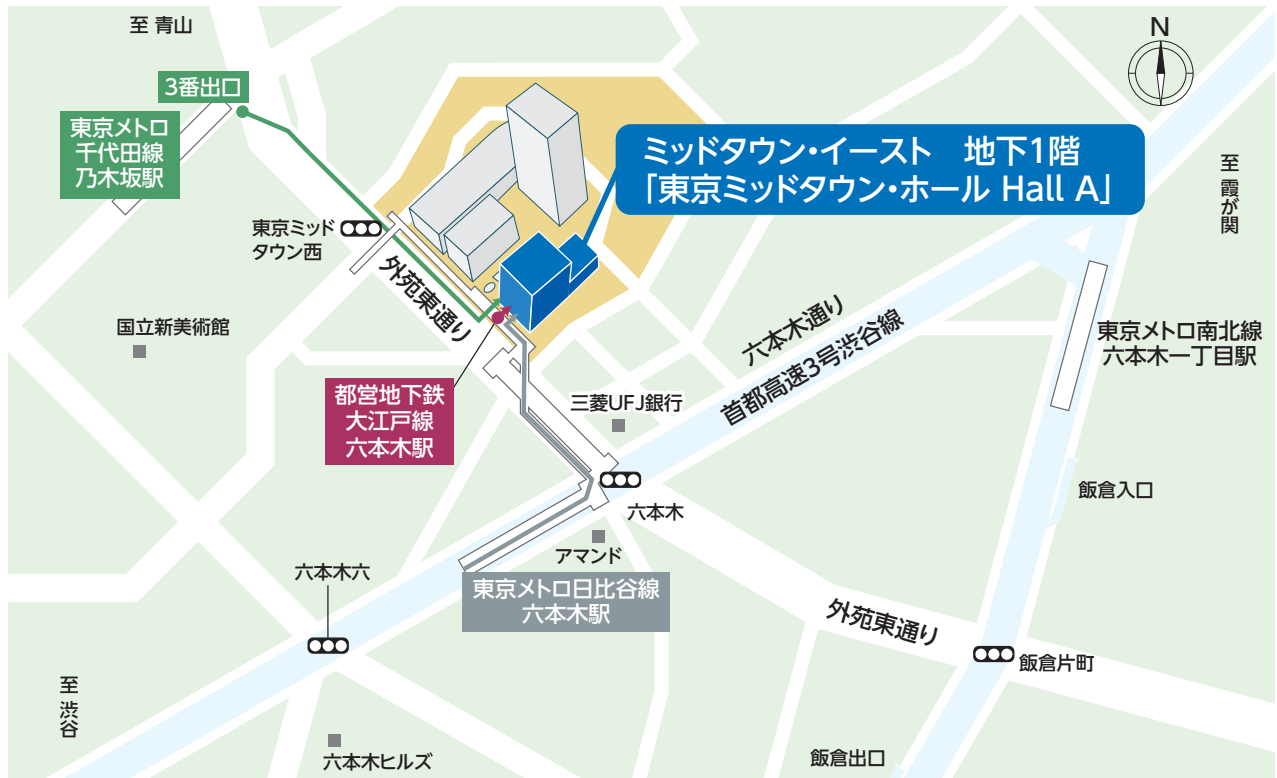 至 青山
N
3番出口
東京メトロ
千代田線
乃木坂駅
ミッドタウン・イースト 地下1階
「東京ミッドタウン・ホール Hall A」
至 霞が関
東京ミッド
タウン西
外苑東通り
国立新美術館
六本木通り
首都高速3号渋谷線
東京メトロ南北線
六本木一丁目駅
都営地下鉄
大江戸線
六本木駅
三菱UFJ銀行
飯倉入口
六本木
アマンド
六本木六
東京メトロ日比谷線
六本木駅
外苑東通り
飯倉片町
至 渋谷
六本木ヒルズ
飯倉出口